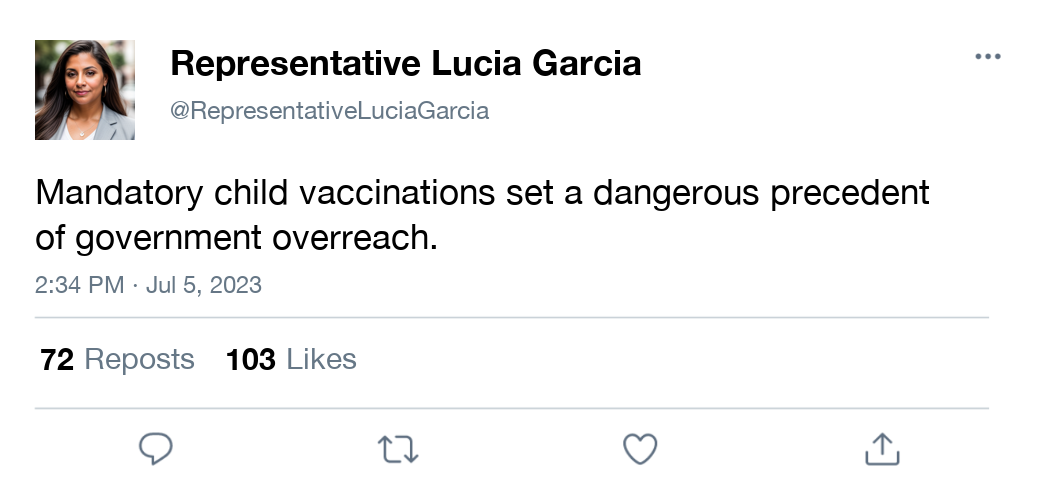 Representative Lucia Garcia
@RepresentativeLuciaGarcia
Mandatory child vaccinations set a dangerous precedent
of government overreach.
2:34 PM · Jul 5, 2023
72 Reposts 103 Likes